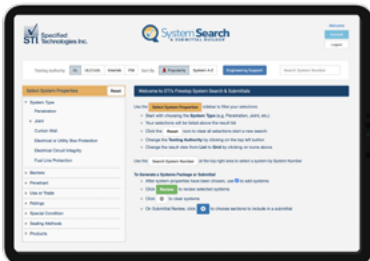 STI Specified
Technologies Inc.
System Search
& SUBMITTAL BUILDER
Welcome
Account
Logout
Testing Authority
UL
ULC/cUL
Intertek
FM
Sort By
Popularity
System A-Z
Engineering Support
Search System Number
Select System Properties
Reset
System Type
Penetration
Joint
Curtain Wall
Electrical or Utility Box Protection
Electrical Circuit Integrity
Fuel Line Protection
Barriers
Penetrant
Use or Trade
Ratings
Special Condition
Sealing Methods
Products
Welcome to STI's Firestop System Search & Submittals
Use the Select System Properties sidebar to filter your selections
Start with choosing the System Type (e.g. Penetration, Joint, etc.)
Your selections will be listed above the result list
Click the Reset icon to clear all selections start a new search
Change the Testing Authority by clicking on the top left button
Change the result view from List to Grid by clicking on icons above
Use the Search System Number at the top right area to select a system by System Number
To Generate a Systems Package or Submittal
After system properties have been chosen, use to add systems
Click Review to review selected systems
Click to clear systems
On Submittal Review, click to choose sections to include in a submittal